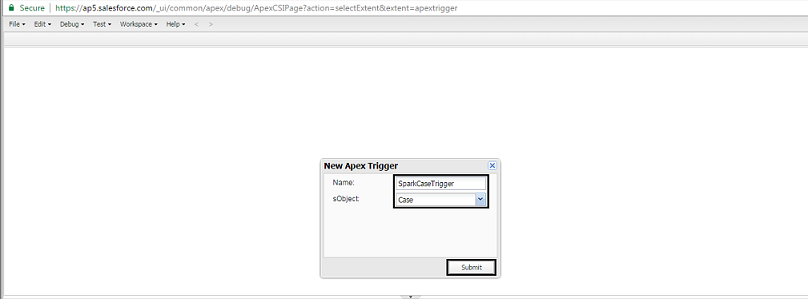 Secure https://ap5.salesforce.com/_ui/common/apex/debug/ApexCSIPage?action=selectExtent&extent=apextrigger
File Edit Debug Test Workspace Help < >
New Apex Trigger
Name: SparkCaseTrigger
sObject: Case
Submit